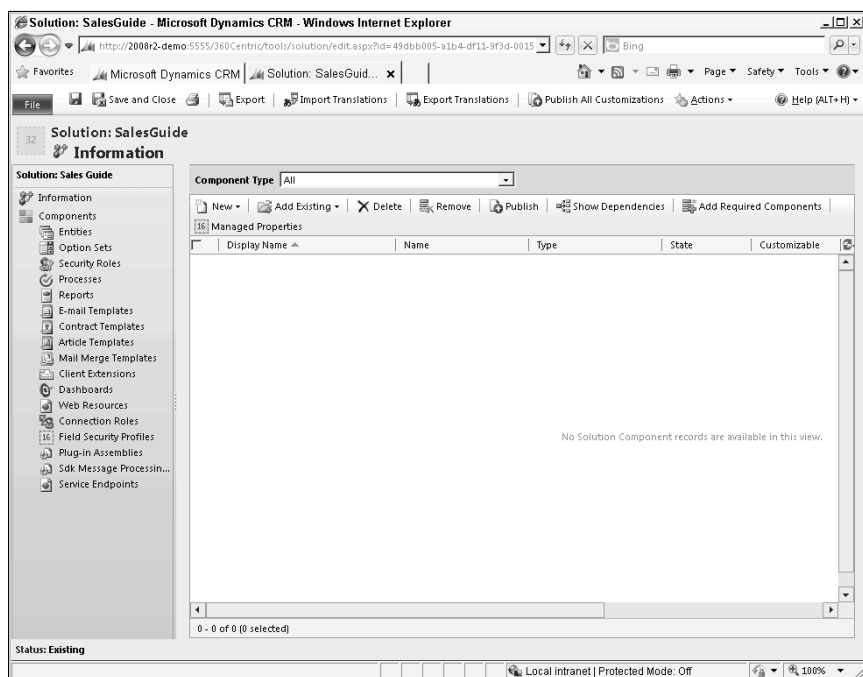 Solution: SalesGuide - Microsoft Dynamics CRM - Windows Internet Explorer
http://2008r2-demo:5555/360Centric/tools/solution/edit.aspx?id=49dbb005-a1b4-df11-9f3d-0015
Bing
Favorites Microsoft Dynamics CRM Solution: SalesGuid... Page Safety Tools
File Save and Close Export Import Translations Export Translations Publish All Customizations Actions Help (ALT+H)
32
Solution: SalesGuide
Information
Solution: Sales Guide
Information
Components
Entities
Option Sets
Security Roles
Processes
Reports
E-mail Templates
Contract Templates
Article Templates
Mail Merge Templates
Client Extensions
Dashboards
Web Resources
Connection Roles
16 Field Security Profiles
Plug-in Assemblies
Sdk Message Processin...
Service Endpoints
Component Type All
New Add Existing Delete Remove Publish Show Dependencies Add Required Components
16 Managed Properties
Display Name Name Type State Customizable
No Solution Component records are available in this view.
0 - 0 of 0 (0 selected)
Status: Existing
Local intranet | Protected Mode: Off 100%